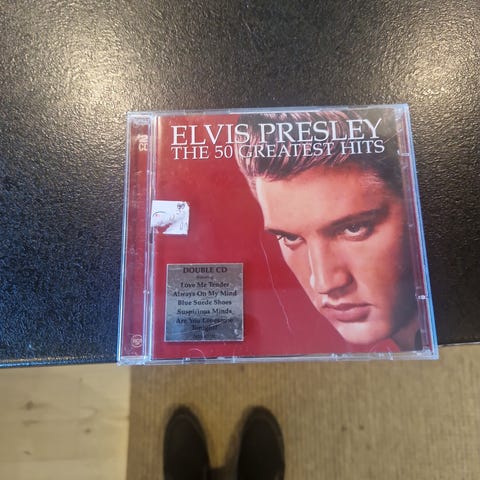 ELVIS PRESLEY
THE 50 GREATEST HITS
DOUBLE CD
Love Me Tender
Always On My Mind
Blue Suede Shoes
Suspicious Minds
Are You Lonesome
Tonight?